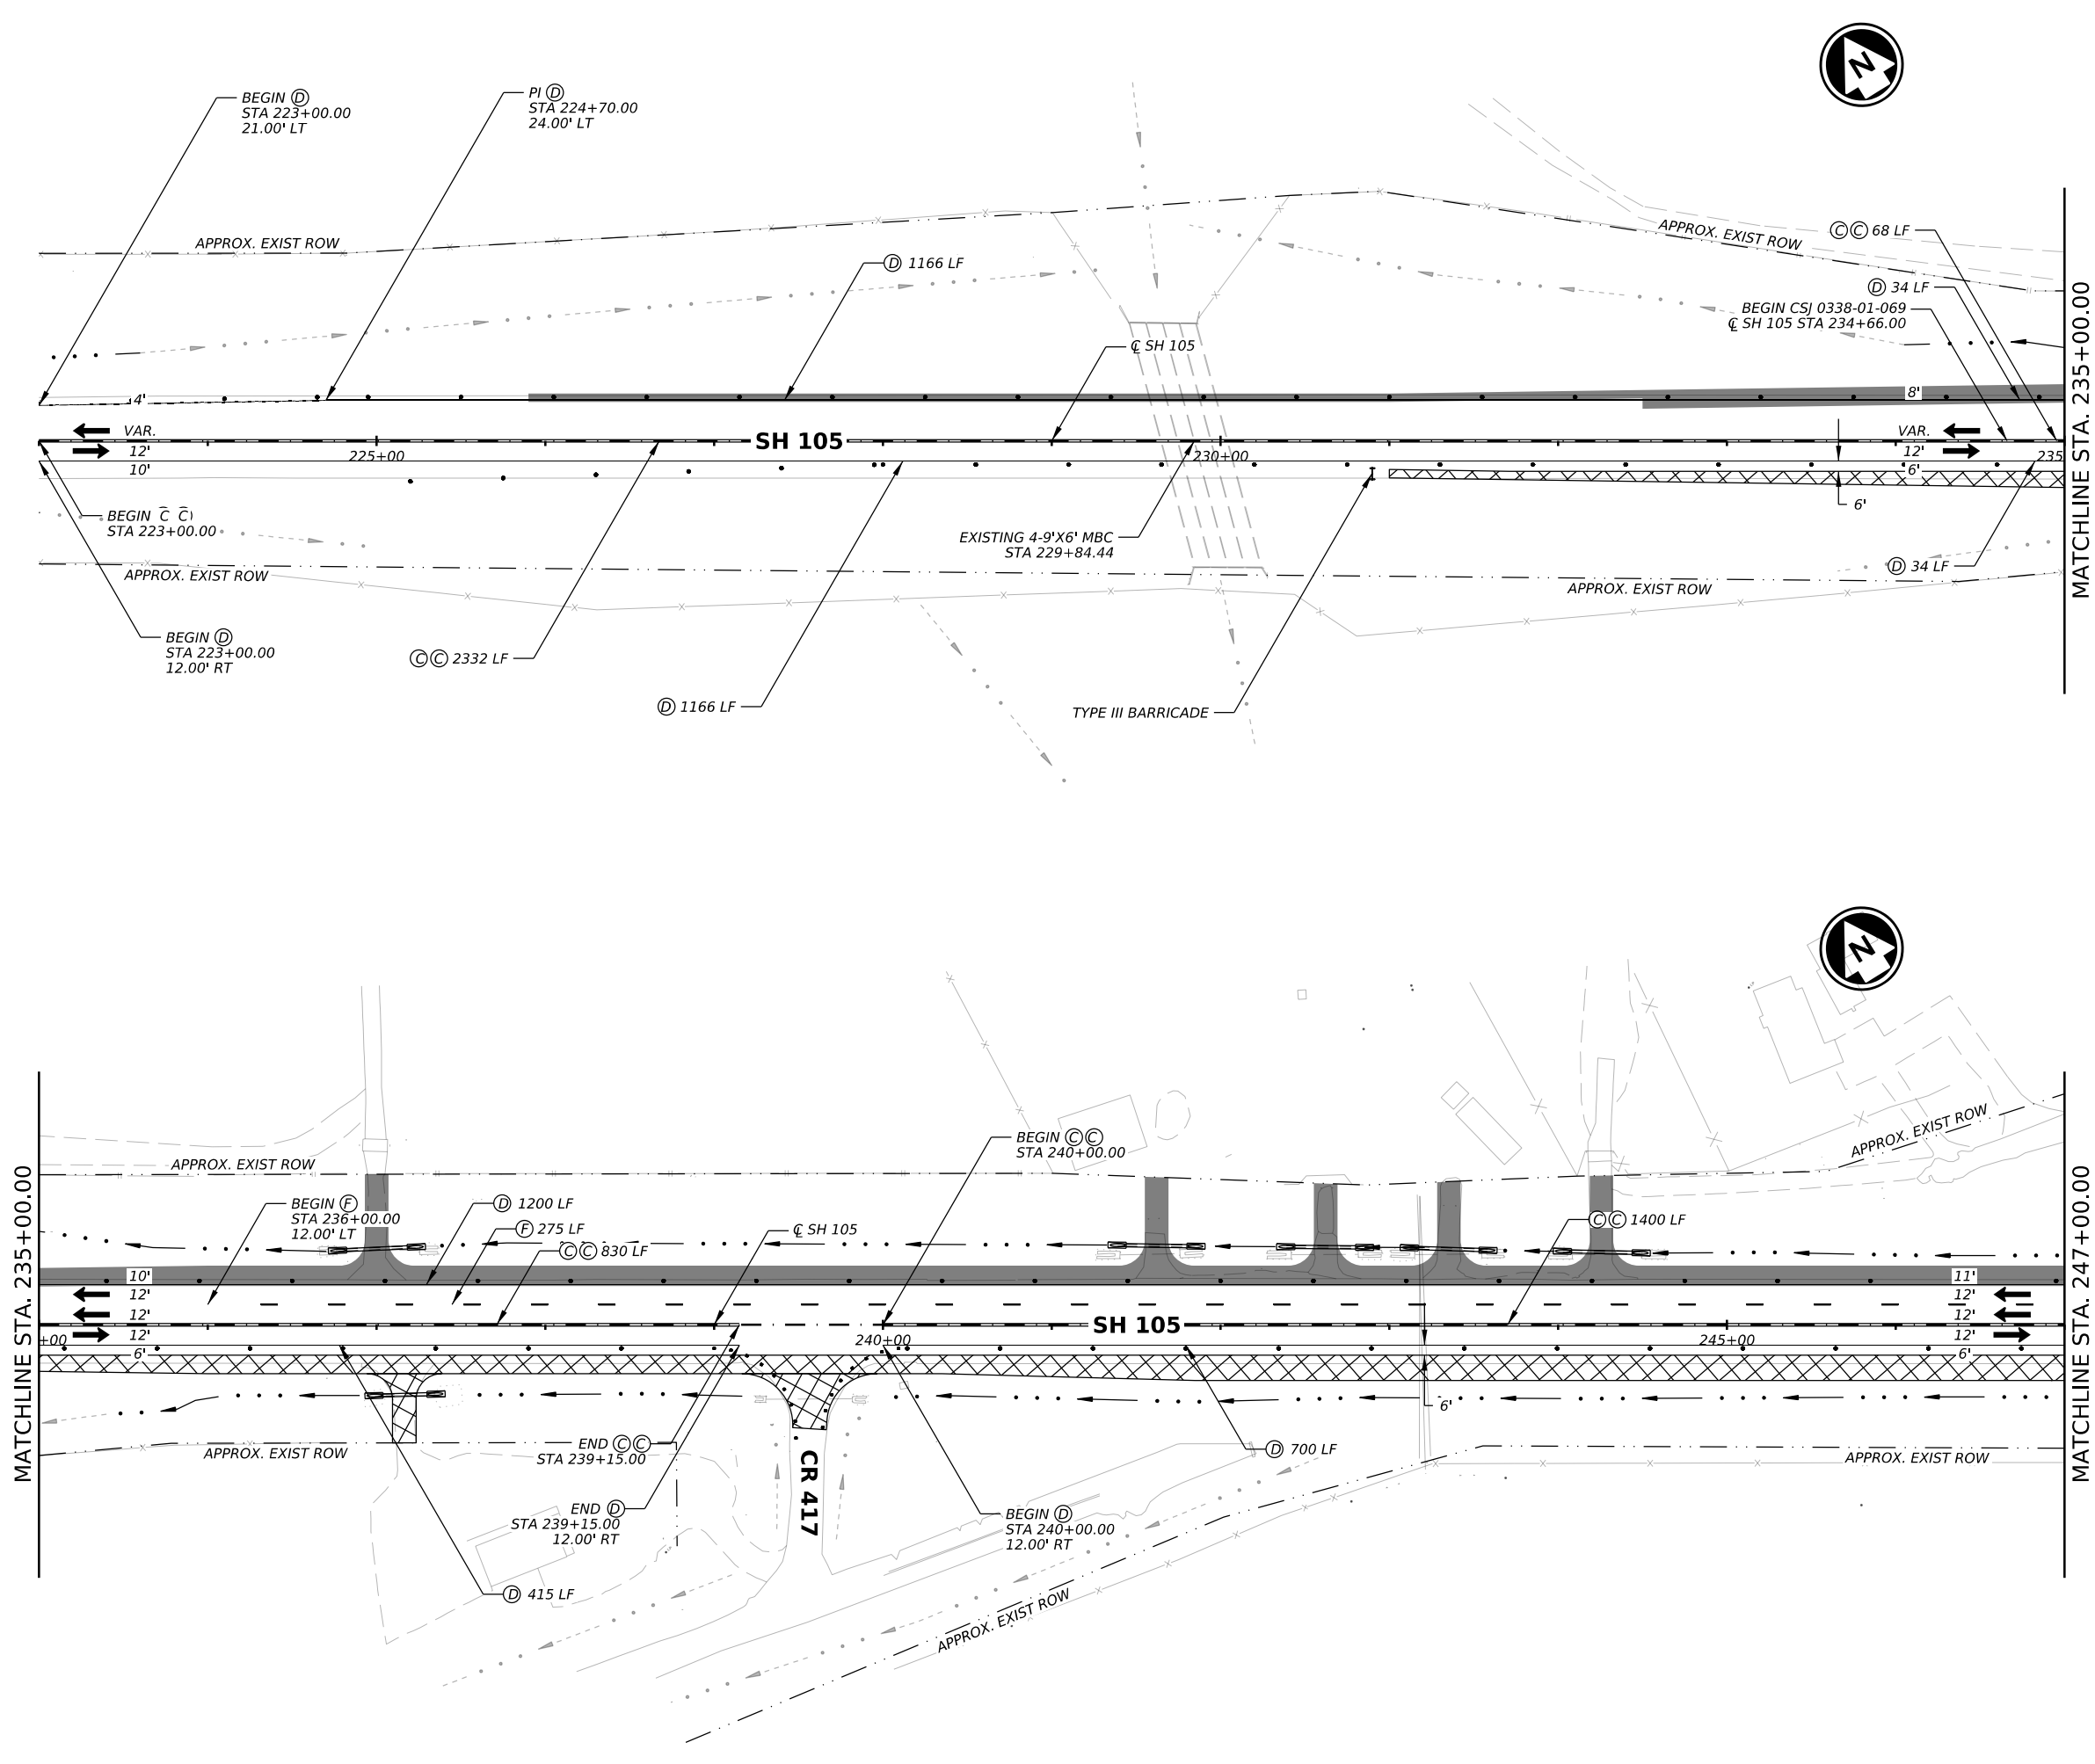 N
BEGIN D
STA 223+00.00
21.00' LT
PI D
STA 224+70.00
24.00' LT
APPROX. EXIST ROW
APPROX. EXIST ROW
CC 68 LF
D 1166 LF
D 34 LF
BEGIN CSJ 0338-01-069
℄ SH 105 STA 234+66.00
℄ SH 105
MATCHLINE STA. 235+00.00
4'
8'
VAR.
SH 105
VAR.
12'
225+00
230+00
12'
235
10'
6'
6'
BEGIN C C
STA 223+00.00
EXISTING 4-9'X6' MBC
STA 229+84.44
D 34 LF
APPROX. EXIST ROW
APPROX. EXIST ROW
BEGIN D
STA 223+00.00
12.00' RT
CC 2332 LF
D 1166 LF
TYPE III BARRICADE
N
BEGIN CC
STA 240+00.00
APPROX. EXIST ROW
APPROX. EXIST ROW
MATCHLINE STA. 235+00.00
MATCHLINE STA. 247+00.00
BEGIN F
STA 236+00.00
12.00' LT
D 1200 LF
F 275 LF
CC 830 LF
℄ SH 105
CC 1400 LF
10'
11'
12'
12'
12'
12'
SH 105
12'
12'
+00
240+00
245+00
6'
6'
6'
APPROX. EXIST ROW
END CC
STA 239+15.00
D 700 LF
APPROX. EXIST ROW
CR 417
END D
STA 239+15.00
12.00' RT
BEGIN D
STA 240+00.00
12.00' RT
D 415 LF
APPROX. EXIST ROW